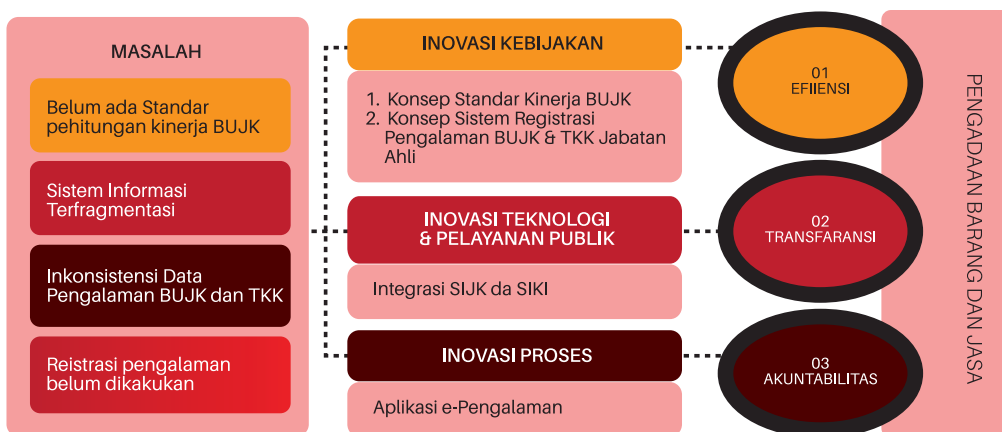 MASALAH
Belum ada Standar
pehitungan kinerja BUJK
Sistem Informasi
Terfragmentasi
Inkonsistensi Data
Pengalaman BUJK dan TKK
Reistrasi pengalaman
belum dikakukan
INOVASI KEBIJAKAN
1. Konsep Standar Kinerja BUJK
2. Konsep Sistem Registrasi
Pengalaman BUJK & TKK Jabatan
Ahli
INOVASI TEKNOLOGI
& PELAYANAN PUBLIK
Integrasi SIJK da SIKI
INOVASI PROSES
Aplikasi e-Pengalaman
01
EFIIENSI
02
TRANSFARANSI
03
AKUNTABILITAS
PENGADAAN BARANG DAN JASA